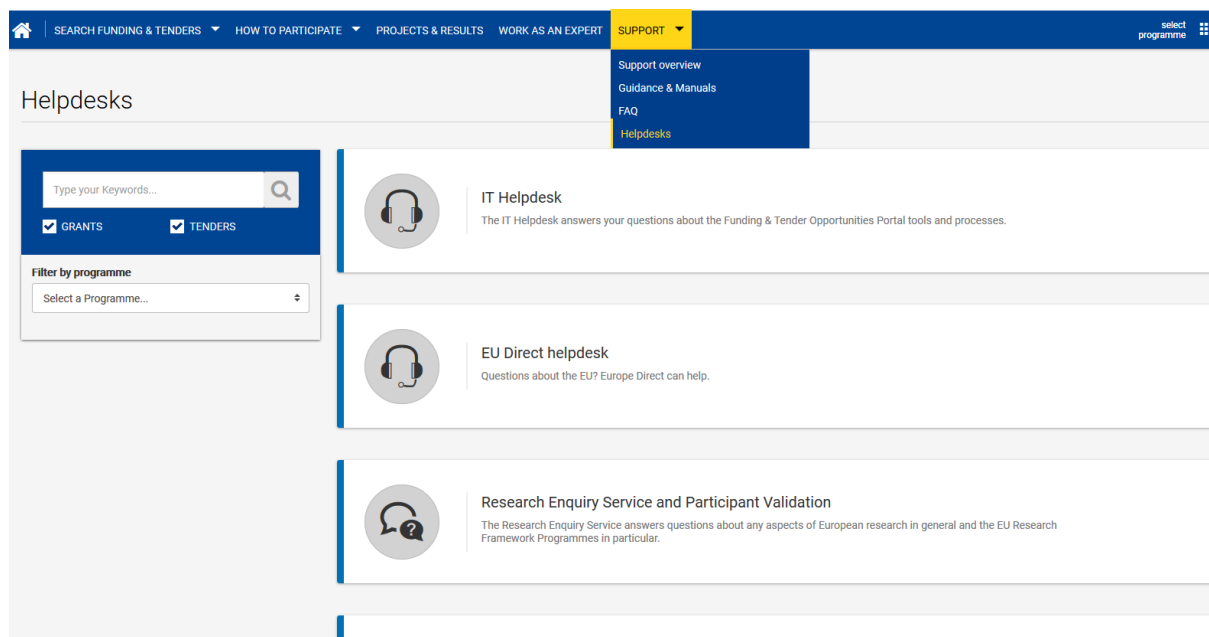 SEARCH FUNDING & TENDERS HOW TO PARTICIPATE PROJECTS & RESULTS WORK AS AN EXPERT SUPPORT select programme
Support overview
Guidance & Manuals
FAQ
Helpdesks
Helpdesks
Type your Keywords...
GRANTS TENDERS
Filter by programme
Select a Programme...
IT Helpdesk
The IT Helpdesk answers your questions about the Funding & Tender Opportunities Portal tools and processes.
EU Direct helpdesk
Questions about the EU? Europe Direct can help.
Research Enquiry Service and Participant Validation
The Research Enquiry Service answers questions about any aspects of European research in general and the EU Research
Framework Programmes in particular.